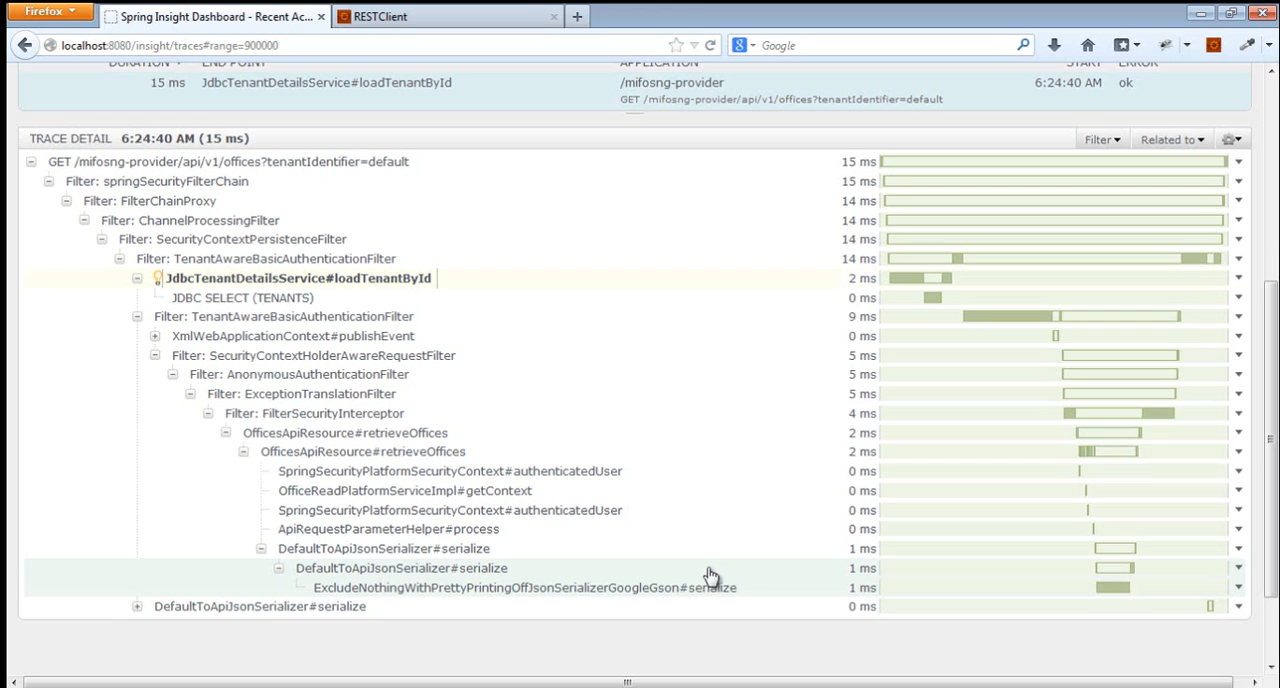 Firefox
Spring Insight Dashboard - Recent Ac... ×
RESTClient ×
localhost:8080/insight/traces#range=900000
Google
DURATION END POINT APPLICATION START ERROR
15 ms JdbcTenantDetailsService#loadTenantById /mifosng-provider 6:24:40 AM ok
GET /mifosng-provider/api/v1/offices?tenantIdentifier=default
TRACE DETAIL 6:24:40 AM (15 ms) Filter Related to
GET /mifosng-provider/api/v1/offices?tenantIdentifier=default 15 ms
Filter: springSecurityFilterChain 15 ms
Filter: FilterChainProxy 14 ms
Filter: ChannelProcessingFilter 14 ms
Filter: SecurityContextPersistenceFilter 14 ms
Filter: TenantAwareBasicAuthenticationFilter 14 ms
JdbcTenantDetailsService#loadTenantById 2 ms
JDBC SELECT (TENANTS) 0 ms
Filter: TenantAwareBasicAuthenticationFilter 9 ms
XmlWebApplicationContext#publishEvent 0 ms
Filter: SecurityContextHolderAwareRequestFilter 5 ms
Filter: AnonymousAuthenticationFilter 5 ms
Filter: ExceptionTranslationFilter 5 ms
Filter: FilterSecurityInterceptor 4 ms
OfficesApiResource#retrieveOffices 2 ms
OfficesApiResource#retrieveOffices 2 ms
SpringSecurityPlatformSecurityContext#authenticatedUser 0 ms
OfficeReadPlatformServiceImpl#getContext 0 ms
SpringSecurityPlatformSecurityContext#authenticatedUser 0 ms
ApiRequestParameterHelper#process 0 ms
DefaultToApiJsonSerializer#serialize 1 ms
DefaultToApiJsonSerializer#serialize 1 ms
ExcludeNothingWithPrettyPrintingOffJsonSerializerGoogleGson#serialize 1 ms
DefaultToApiJsonSerializer#serialize 0 ms